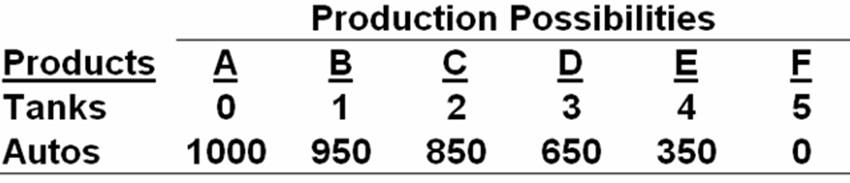 Production Possibilities
Products A B C D E F
Tanks 0 1 2 3 4 5
Autos 1000 950 850 650 350 0